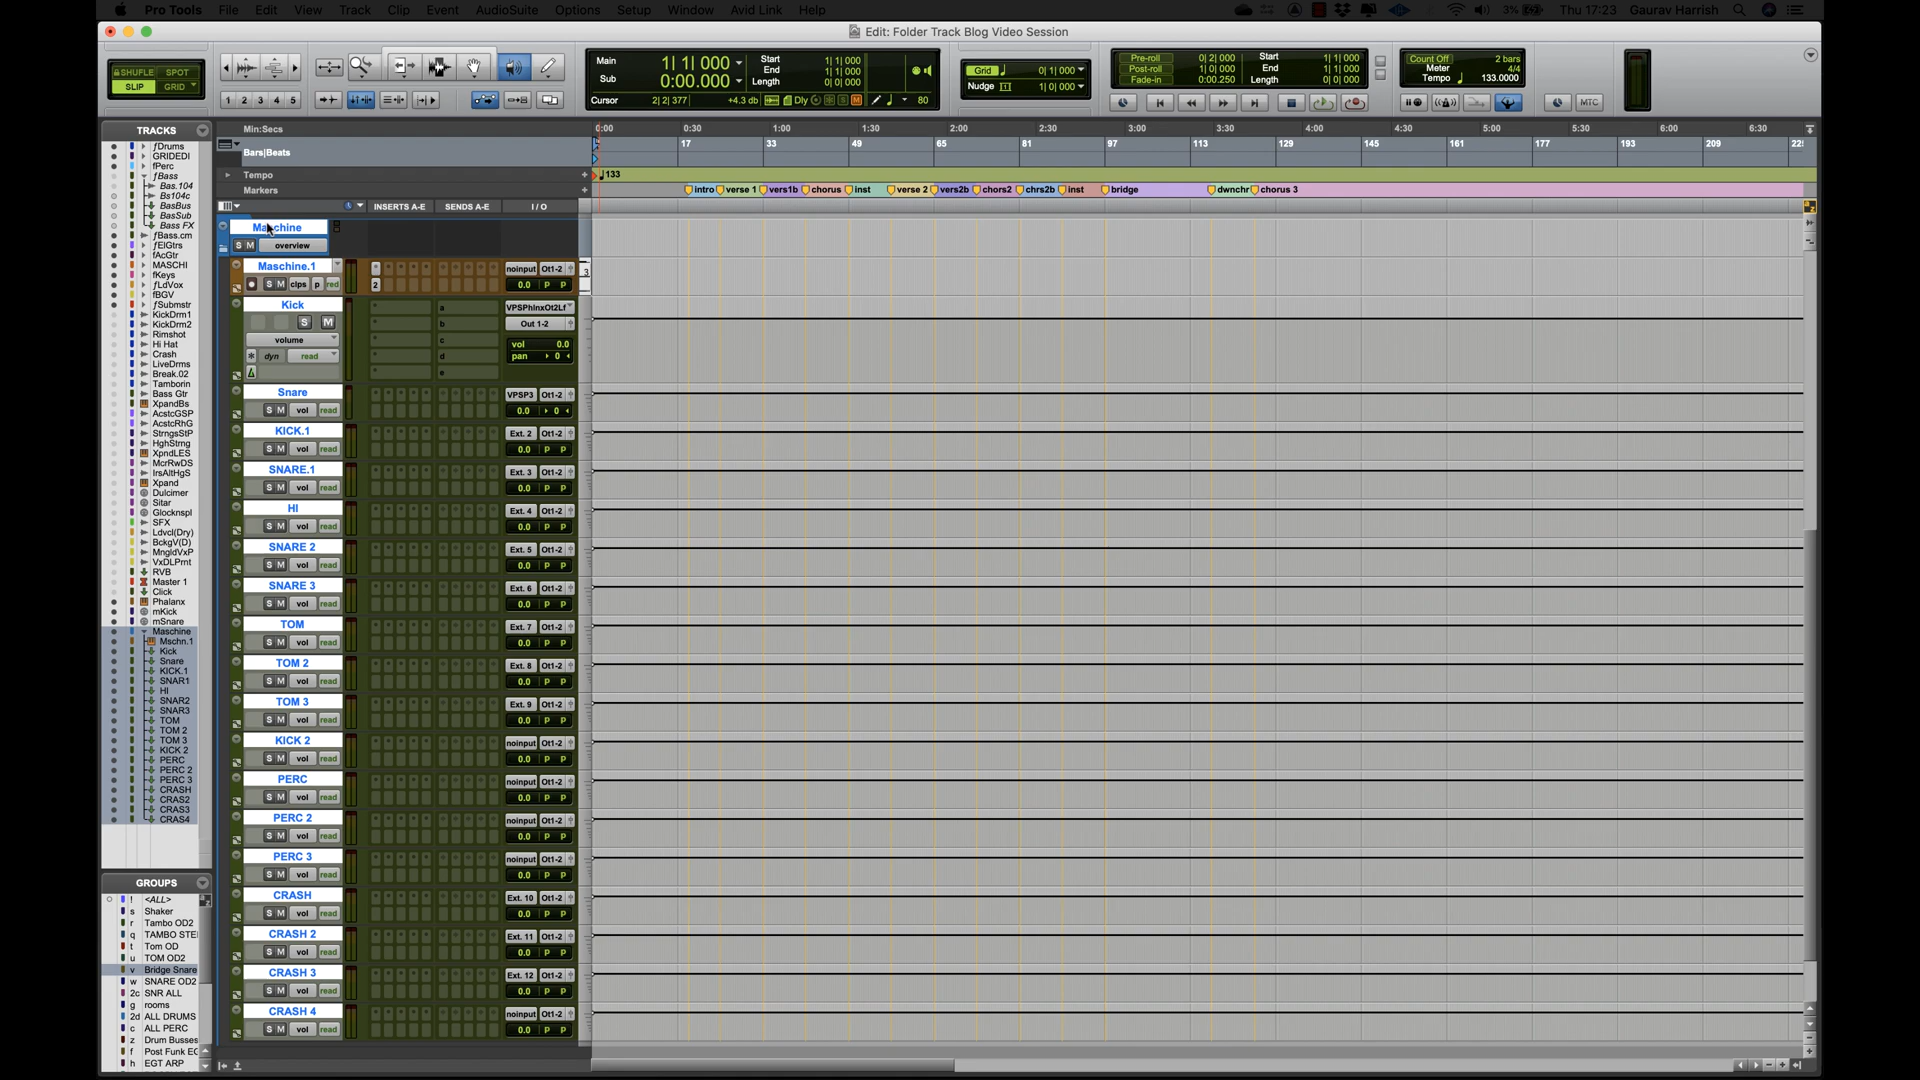 Pro Tools File Edit View Track Clip Event AudioSuite Options Setup Window Avid Link Help 3% Thu 17:23 Gaurav Harrish
Edit: Folder Track Blog Video Session
SHUFLE SPOT
SLIP GRID
1 2 3 4 5
Main 1| 1| 000
Sub 0:00.000
Start 1| 1| 000
End 1| 1| 000
Length 0| 0| 000
Cursor 2| 2| 377 +4.3 db Dly S M 80
Grid 0| 1| 000
Nudge 1| 0| 000
Pre-roll 0| 2| 000
Post-roll 1| 0| 000
Fade-in 0:00.250
Start 1| 1| 000
End 1| 1| 000
Length 0| 0| 000
Count Off 2 bars
Meter 4/4
Tempo 133.0000
MTC
TRACKS
ƒDrums
GRIDEDI
fPerc
ƒBass
Bas.104
Bs104c
BasBus
BasSub
Bass FX
ƒBass.cm
ƒElGtrs
ƒAcGtr
MASCHI
fKeys
ƒLdVox
fBGV
ƒSubmstr
KickDrm1
KickDrm2
Rimshot
Hi Hat
Crash
LiveDrms
Break.02
Tamborin
Bass Gtr
XpandBs
AcstcGSP
AcstcRhG
StrngsStP
HghStrng
XpndLES
McrRwDS
IrsAltHgS
Xpand
Dulcimer
Sitar
Glocknspl
SFX
Ldvcl(Dry)
BckgV(D)
MngldVxP
VxDLPrnt
RVB
Master 1
Click
Phalanx
mKick
mSnare
Maschine
Mschn.1
Kick
Snare
KICK.1
SNAR1
HI
SNAR2
SNAR3
TOM
TOM 2
TOM 3
KICK 2
PERC
PERC 2
PERC 3
CRASH
CRAS2
CRAS3
CRAS4
GROUPS
! <ALL>
s Shaker
r Tambo OD2
q TAMBO STE
t Tom OD
u TOM OD2
v Bridge Snare
w SNARE OD2
2c SNR ALL
g rooms
2d ALL DRUMS
c ALL PERC
z Drum Busses
f Post Funk EG
h EGT ARP
Min:Secs 0:00 0:30 1:00 1:30 2:00 2:30 3:00 3:30 4:00 4:30 5:00 5:30 6:00 6:30
Bars|Beats 17 33 49 65 81 97 113 129 145 161 177 193 209
Tempo 133
Markers intro verse 1 vers1b chorus inst verse 2 vers2b chors2 chrs2b inst bridge dwnchr chorus 3
INSERTS A-E SENDS A-E I / O
Maschine
S M overview
Maschine.1 noinput Ot1-2 3
S M clps p red 2 0.0
Kick a VPSPhInxOt2Lf
S M b Out 1-2
volume c vol 0.0
dyn read d pan 0
e
Snare VPSP3 Ot1-2
S M vol read 0.0 0
KICK.1 Ext. 2 Ot1-2
S M vol read 0.0 P P
SNARE.1 Ext. 3 Ot1-2
S M vol read 0.0 P P
HI Ext. 4 Ot1-2
S M vol read 0.0 P P
SNARE 2 Ext. 5 Ot1-2
S M vol read 0.0 P P
SNARE 3 Ext. 6 Ot1-2
S M vol read 0.0 P P
TOM Ext. 7 Ot1-2
S M vol read 0.0 P P
TOM 2 Ext. 8 Ot1-2
S M vol read 0.0 P P
TOM 3 Ext. 9 Ot1-2
S M vol read 0.0 P P
KICK 2 noinput Ot1-2
S M vol read 0.0 P P
PERC noinput Ot1-2
S M vol read 0.0 P P
PERC 2 noinput Ot1-2
S M vol read 0.0 P P
PERC 3 noinput Ot1-2
S M vol read 0.0 P P
CRASH Ext. 10 Ot1-2
S M vol read 0.0 P P
CRASH 2 Ext. 11 Ot1-2
S M vol read 0.0 P P
CRASH 3 Ext. 12 Ot1-2
S M vol read 0.0 P P
CRASH 4 noinput Ot1-2
S M vol read 0.0 P P